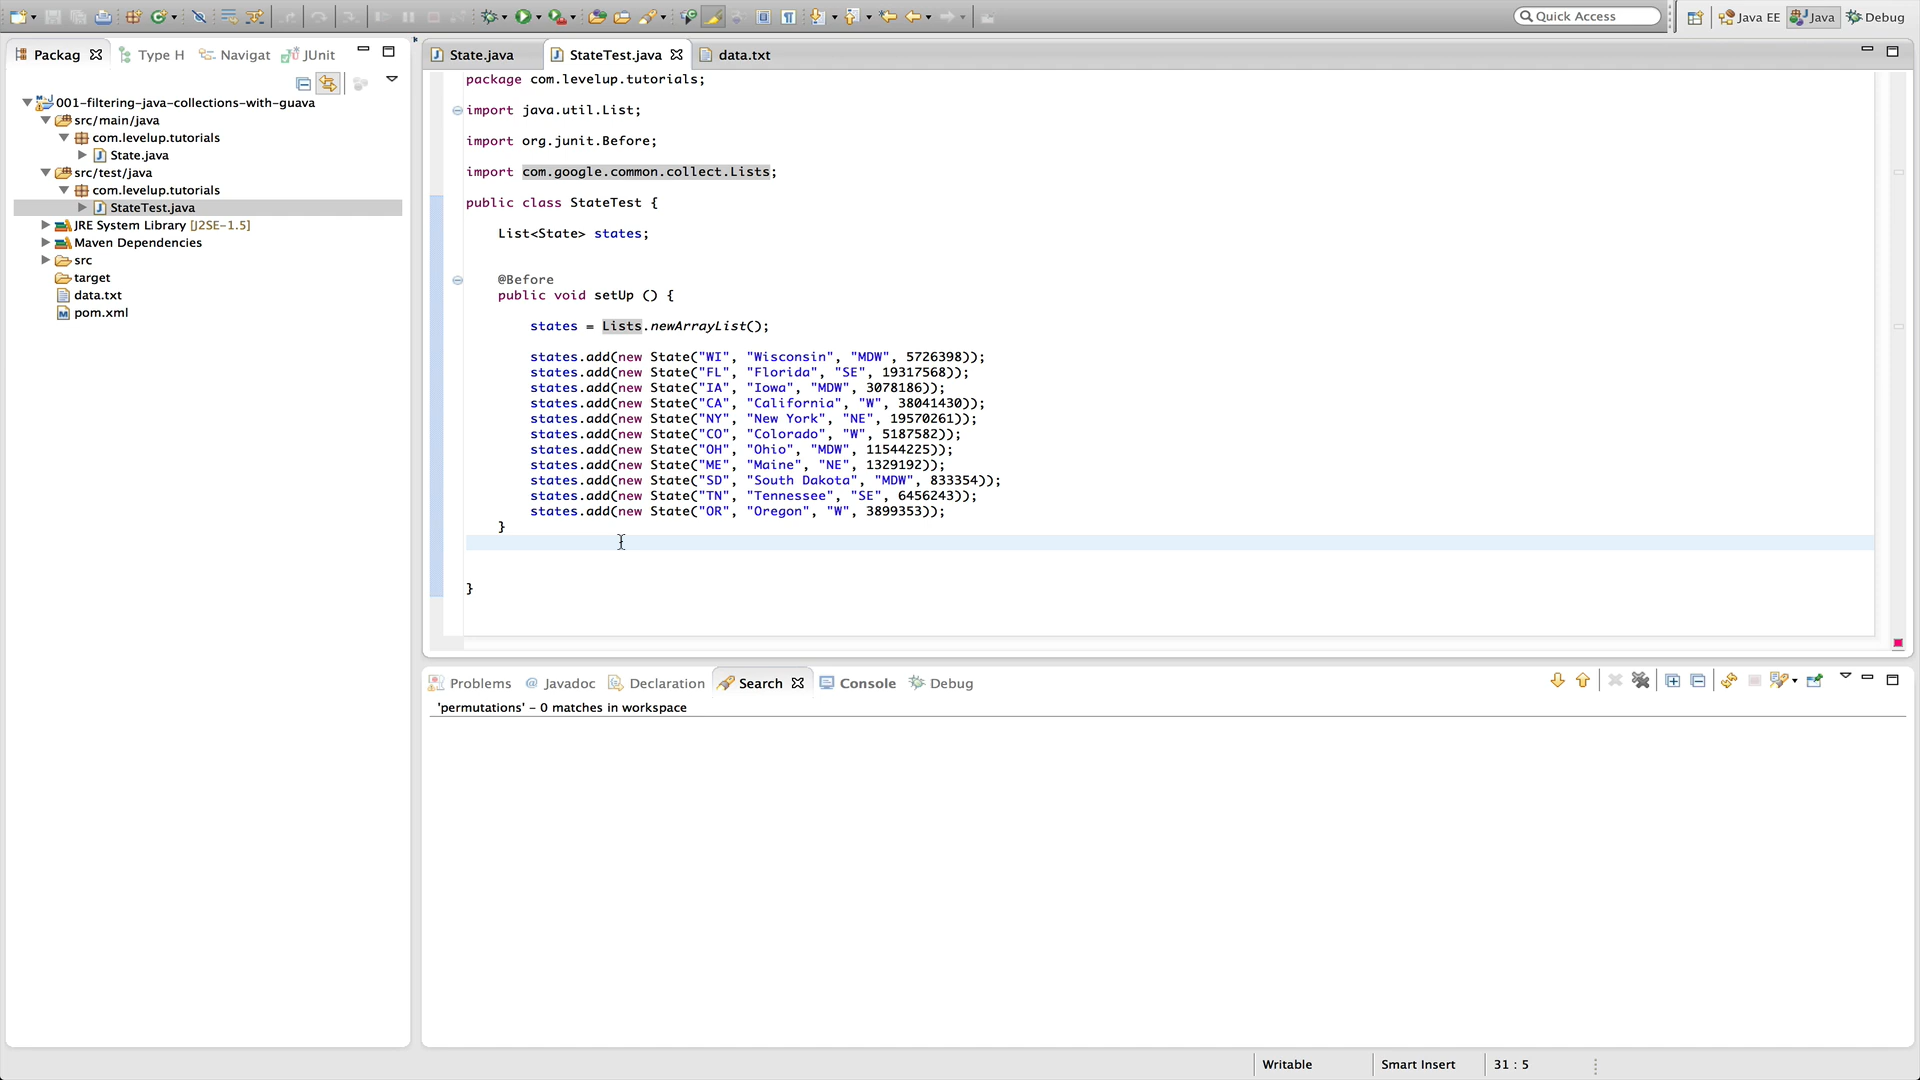 Quick Access
Java EE
Java
Debug
Packag
Type H
Navigat
JUnit
State.java
StateTest.java
data.txt
001-filtering-java-collections-with-guava
src/main/java
com.levelup.tutorials
State.java
src/test/java
com.levelup.tutorials
StateTest.java
JRE System Library [J2SE-1.5]
Maven Dependencies
src
target
data.txt
pom.xml
package com.levelup.tutorials;
import java.util.List;
import org.junit.Before;
import com.google.common.collect.Lists;
public class StateTest {
List<State> states;
@Before
public void setUp () {
states = Lists.newArrayList();
states.add(new State("WI", "Wisconsin", "MDW", 5726398));
states.add(new State("FL", "Florida", "SE", 19317568));
states.add(new State("IA", "Iowa", "MDW", 3078186));
states.add(new State("CA", "California", "W", 38041430));
states.add(new State("NY", "New York", "NE", 19570261));
states.add(new State("CO", "Colorado", "W", 5187582));
states.add(new State("OH", "Ohio", "MDW", 11544225));
states.add(new State("ME", "Maine", "NE", 1329192));
states.add(new State("SD", "South Dakota", "MDW", 833354));
states.add(new State("TN", "Tennessee", "SE", 6456243));
states.add(new State("OR", "Oregon", "W", 3899353));
}
}
Problems
@ Javadoc
Declaration
Search
Console
Debug
'permutations' - 0 matches in workspace
Writable
Smart Insert
31 : 5